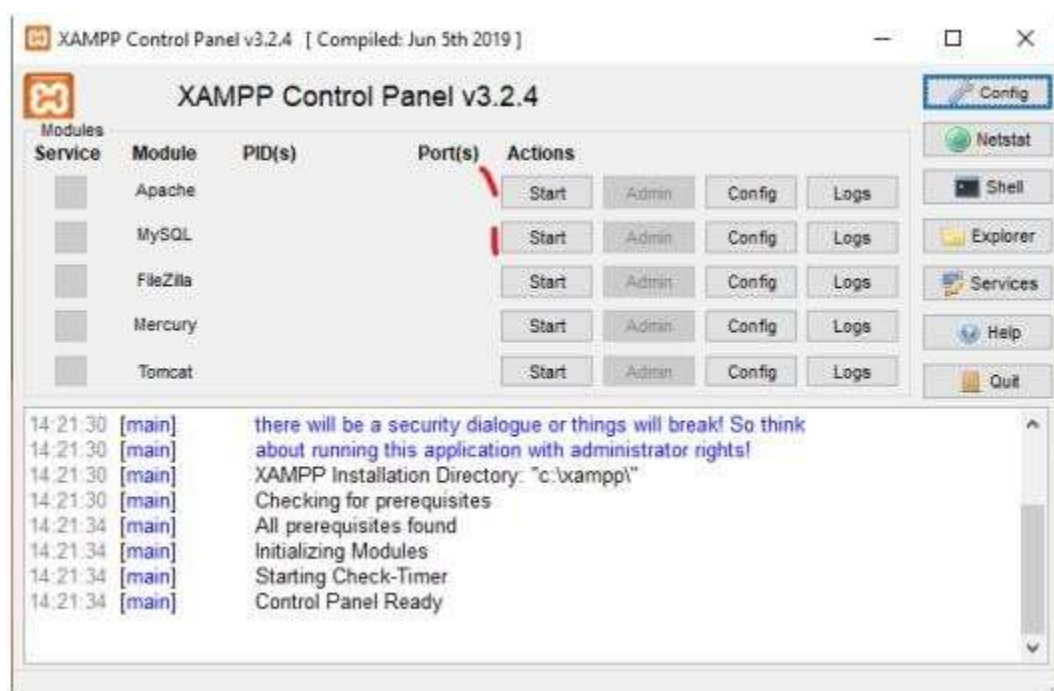 XAMPP Control Panel v3.2.4 [ Compiled: Jun 5th 2019 ]
XAMPP Control Panel v3.2.4
Config
Modules
Service Module PID(s) Port(s) Actions
Netstat
Apache Start Admin Config Logs
Shell
MySQL Start Admin Config Logs
Explorer
FileZilla Start Admin Config Logs
Services
Mercury Start Admin Config Logs
Help
Tomcat Start Admin Config Logs
Quit
14:21:30 [main] there will be a security dialogue or things will break! So think
14:21:30 [main] about running this application with administrator rights!
14:21:30 [main] XAMPP Installation Directory: "c:\xampp\"
14:21:30 [main] Checking for prerequisites
14:21:34 [main] All prerequisites found
14:21:34 [main] Initializing Modules
14:21:34 [main] Starting Check-Timer
14:21:34 [main] Control Panel Ready